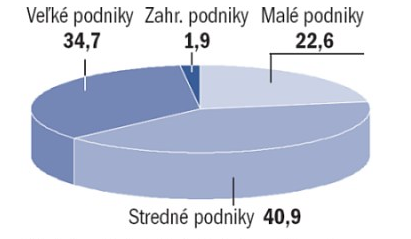 Veľké podniky Zahr. podniky Malé podniky
34,7 1,9 22,6
Stredné podniky 40,9